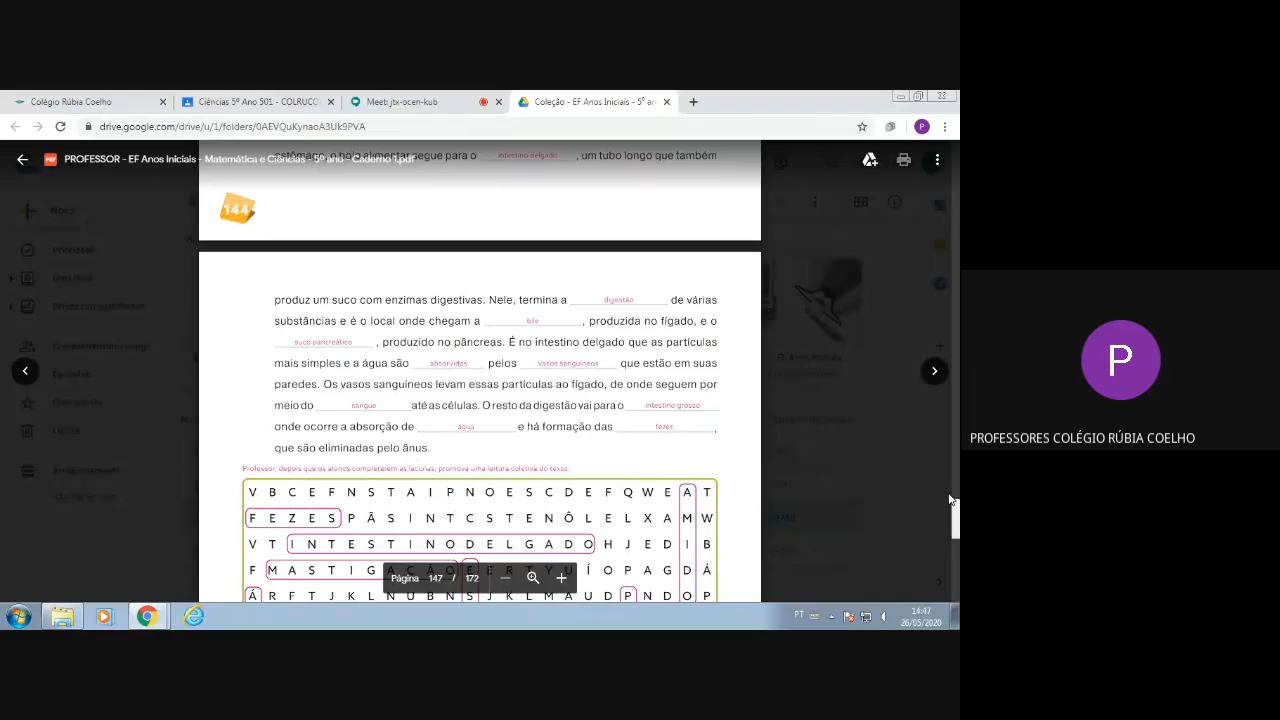 Colégio Rúbia Coelho
Ciências 5º Ano 501 - COLRUCO
Meet: jtx-ocen-kub
Coleção - EF Anos Iniciais - 5º an
drive.google.com/drive/u/1/folders/0AEVQuKynaoA3Uk9PVA
P
PROFESSOR - EF Anos Iniciais - Matemática e Ciências - 5º ano - Caderno 1.pdf
o bolo alimentar segue para o intestino delgado , um tubo longo que também
144
produz um suco com enzimas digestivas. Nele, termina a digestão de várias
substâncias e é o local onde chegam a bile , produzida no fígado, e o
suco pancreático , produzido no pâncreas. É no intestino delgado que as partículas
mais simples e a água são absorvidas pelos vasos sanguíneos que estão em suas
paredes. Os vasos sanguíneos levam essas partículas ao fígado, de onde seguem por
meio do sangue até as células. O resto da digestão vai para o intestino grosso
onde ocorre a absorção de água e há formação das fezes ,
que são eliminadas pelo ânus.
Professor, depois que os alunos completarem as lacunas, promova uma leitura coletiva do texto.
V B C E F N S T A I P N O E S C D E F Q W E A T
F E Z E S P Ã S I N T C S T E N Ô L E L X A M W
V T I N T E S T I N O D E L G A D O H J E D I B
F M A S T I G A Ç Ã O E E R T Y U Í O P A G D Á
Á R F T J K L N U B N S J K L M A U D P N D O P
Página 147 / 172
PT
14:47
26/05/2020
P
PROFESSORES COLÉGIO RÚBIA COELHO